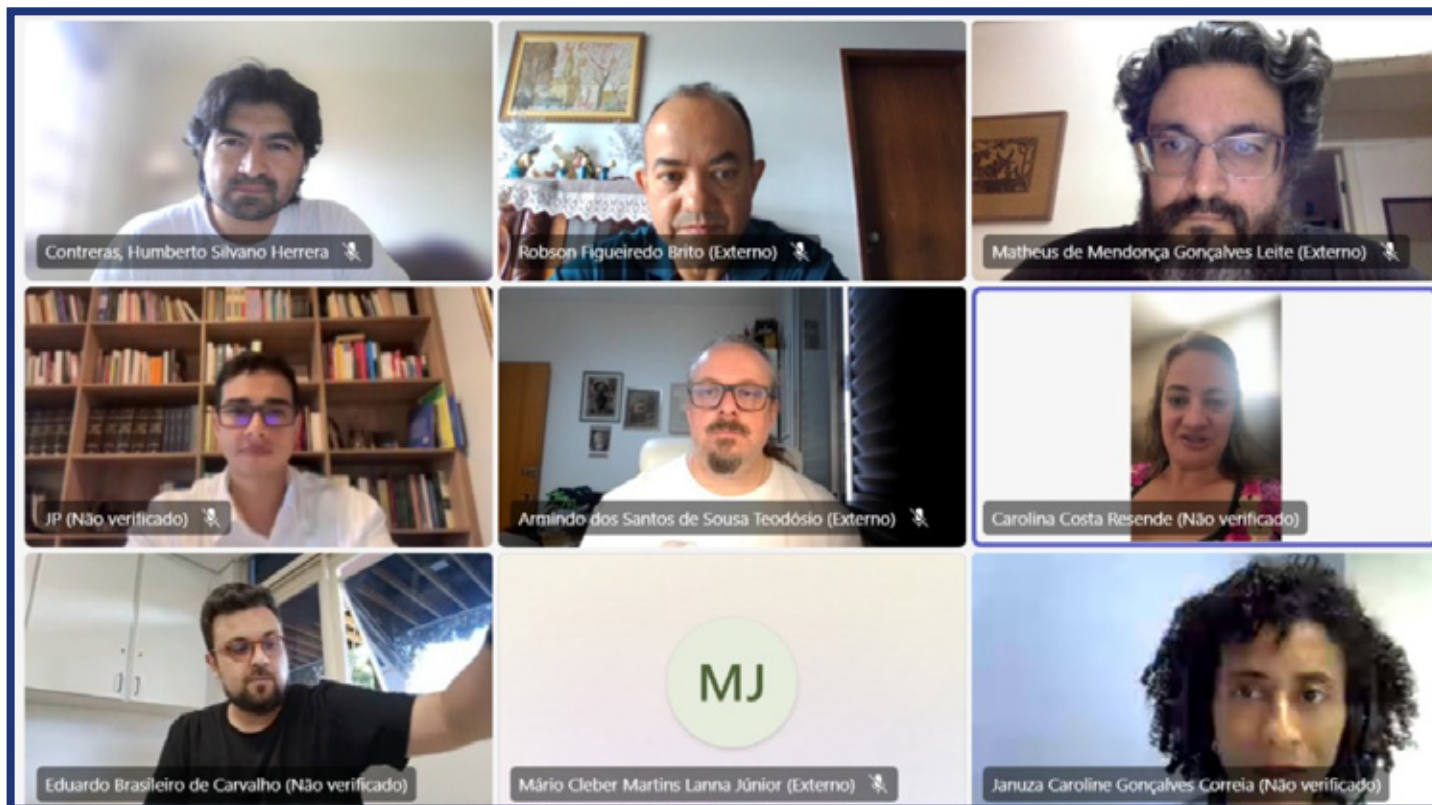 Contreras, Humberto Silvano Herrera
Robson Figueiredo Brito (Externo)
Matheus de Mendonça Gonçalves Leite (Externo)
JP (Não verificado)
Armindo dos Santos de Sousa Teodósio (Externo)
Carolina Costa Resende (Não verificado)
Eduardo Brasileiro de Carvalho (Não verificado)
MJ
Mário Cleber Martins Lanna Júnior (Externo)
Januza Caroline Gonçalves Correia (Não verificado)